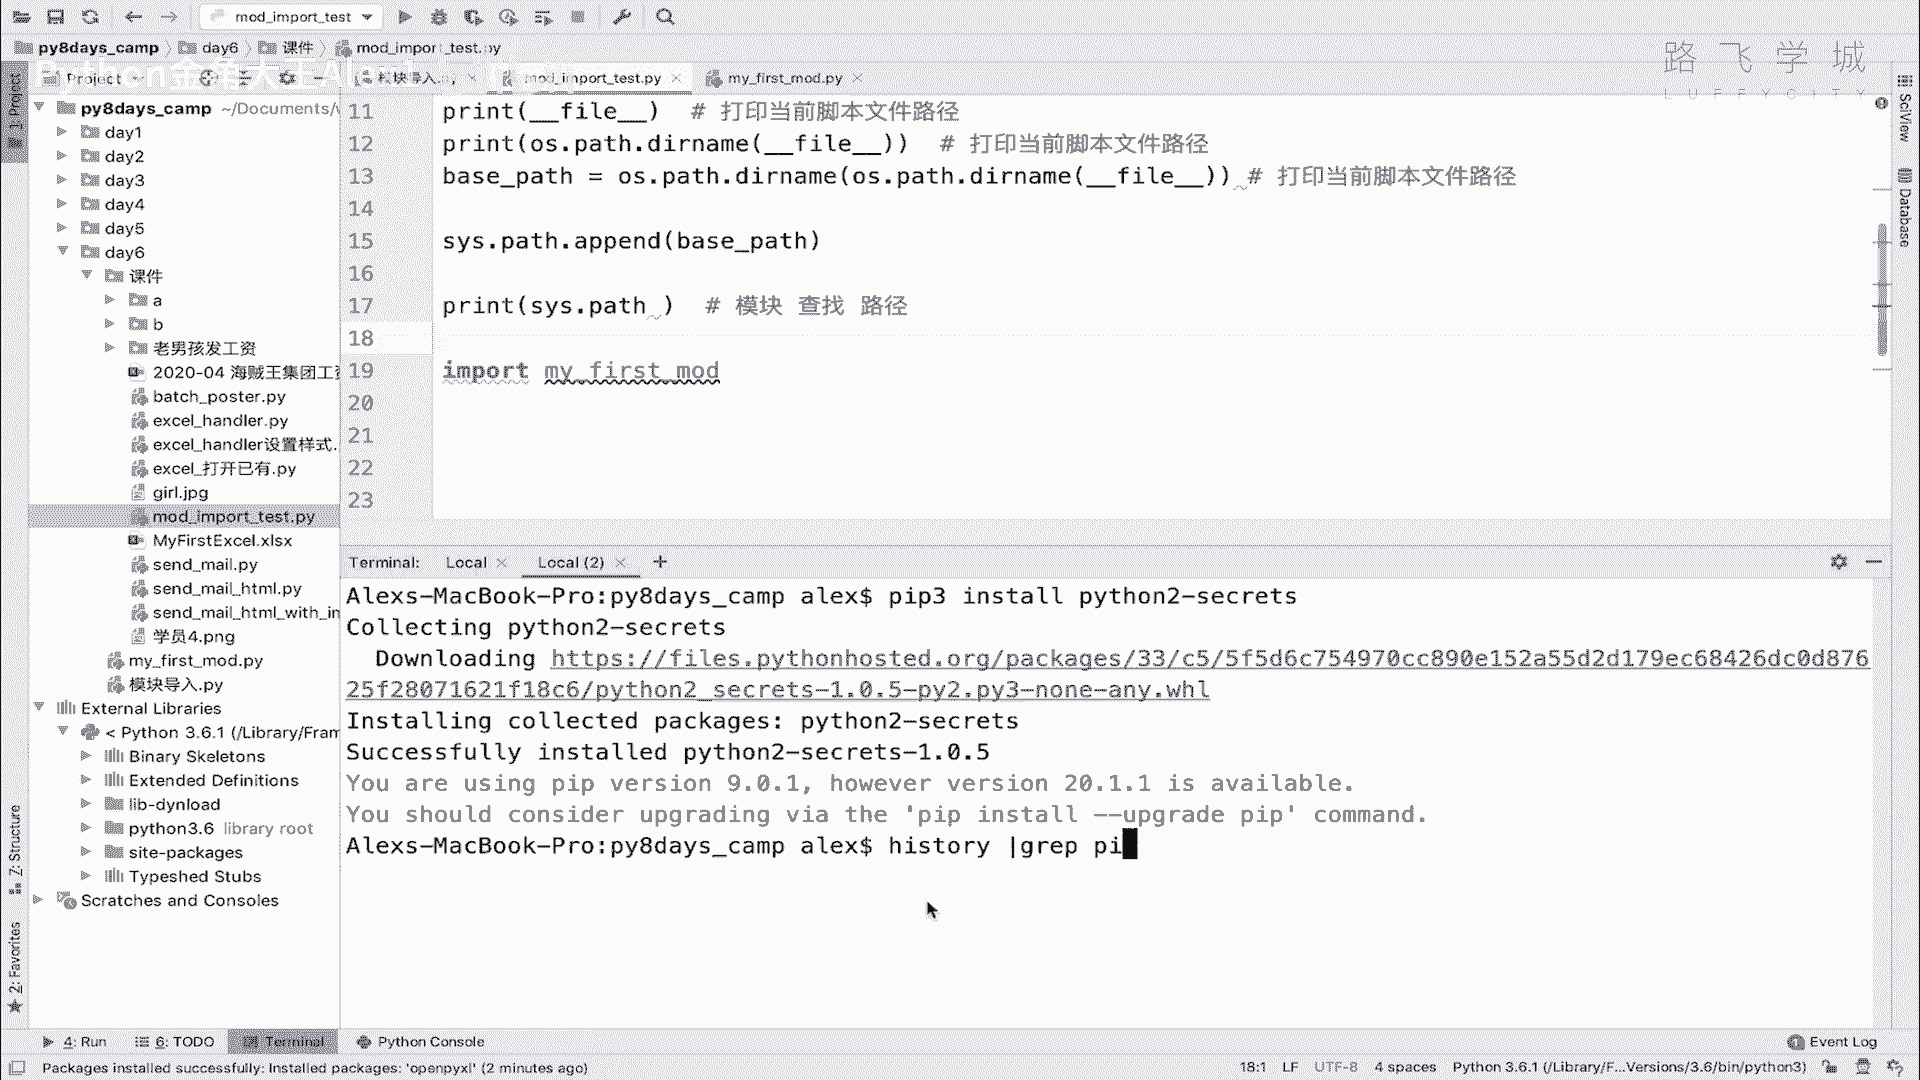 mod_import_test
py8days_camp day6 课件 mod_import_test.py
路飞学城
LUFFYCITY
Python金角大王Alex1
Project
mod_import_test.py
my_first_mod.py
1: Project
py8days_camp ~/Documents/
day1
day2
day3
day4
day5
day6
课件
a
b
老男孩发工资
2020-04 海贼王集团工资
batch_poster.py
excel_handler.py
excel_handler设置样式.
excel_打开已有.py
girl.jpg
mod_import_test.py
MyFirstExcel.xlsx
send_mail.py
send_mail_html.py
send_mail_html_with_in
学员4.png
my_first_mod.py
模块导入.py
External Libraries
< Python 3.6.1 (/Library/Fram
Binary Skeletons
Extended Definitions
lib-dynload
python3.6 library root
site-packages
Typeshed Stubs
Scratches and Consoles
Z: Structure
2: Favorites
11 print(__file__) # 打印当前脚本文件路径
12 print(os.path.dirname(__file__)) # 打印当前脚本文件路径
13 base_path = os.path.dirname(os.path.dirname(__file__)) # 打印当前脚本文件路径
14
15 sys.path.append(base_path)
16
17 print(sys.path ) # 模块 查找 路径
18
19 import my_first_mod
20
21
22
23
SciView
Database
Terminal: Local Local (2)
Alexs-MacBook-Pro:py8days_camp alex$ pip3 install python2-secrets
Collecting python2-secrets
Downloading https://files.pythonhosted.org/packages/33/c5/5f5d6c754970cc890e152a55d2d179ec68426dc0d876
25f28071621f18c6/python2_secrets-1.0.5-py2.py3-none-any.whl
Installing collected packages: python2-secrets
Successfully installed python2-secrets-1.0.5
You are using pip version 9.0.1, however version 20.1.1 is available.
You should consider upgrading via the 'pip install --upgrade pip' command.
Alexs-MacBook-Pro:py8days_camp alex$ history |grep pi
4: Run 6: TODO Terminal Python Console Event Log
Packages installed successfully: Installed packages: 'openpyxl' (2 minutes ago) 18:1 LF UTF-8 4 spaces Python 3.6.1 (/Library/F...Versions/3.6/bin/python3)